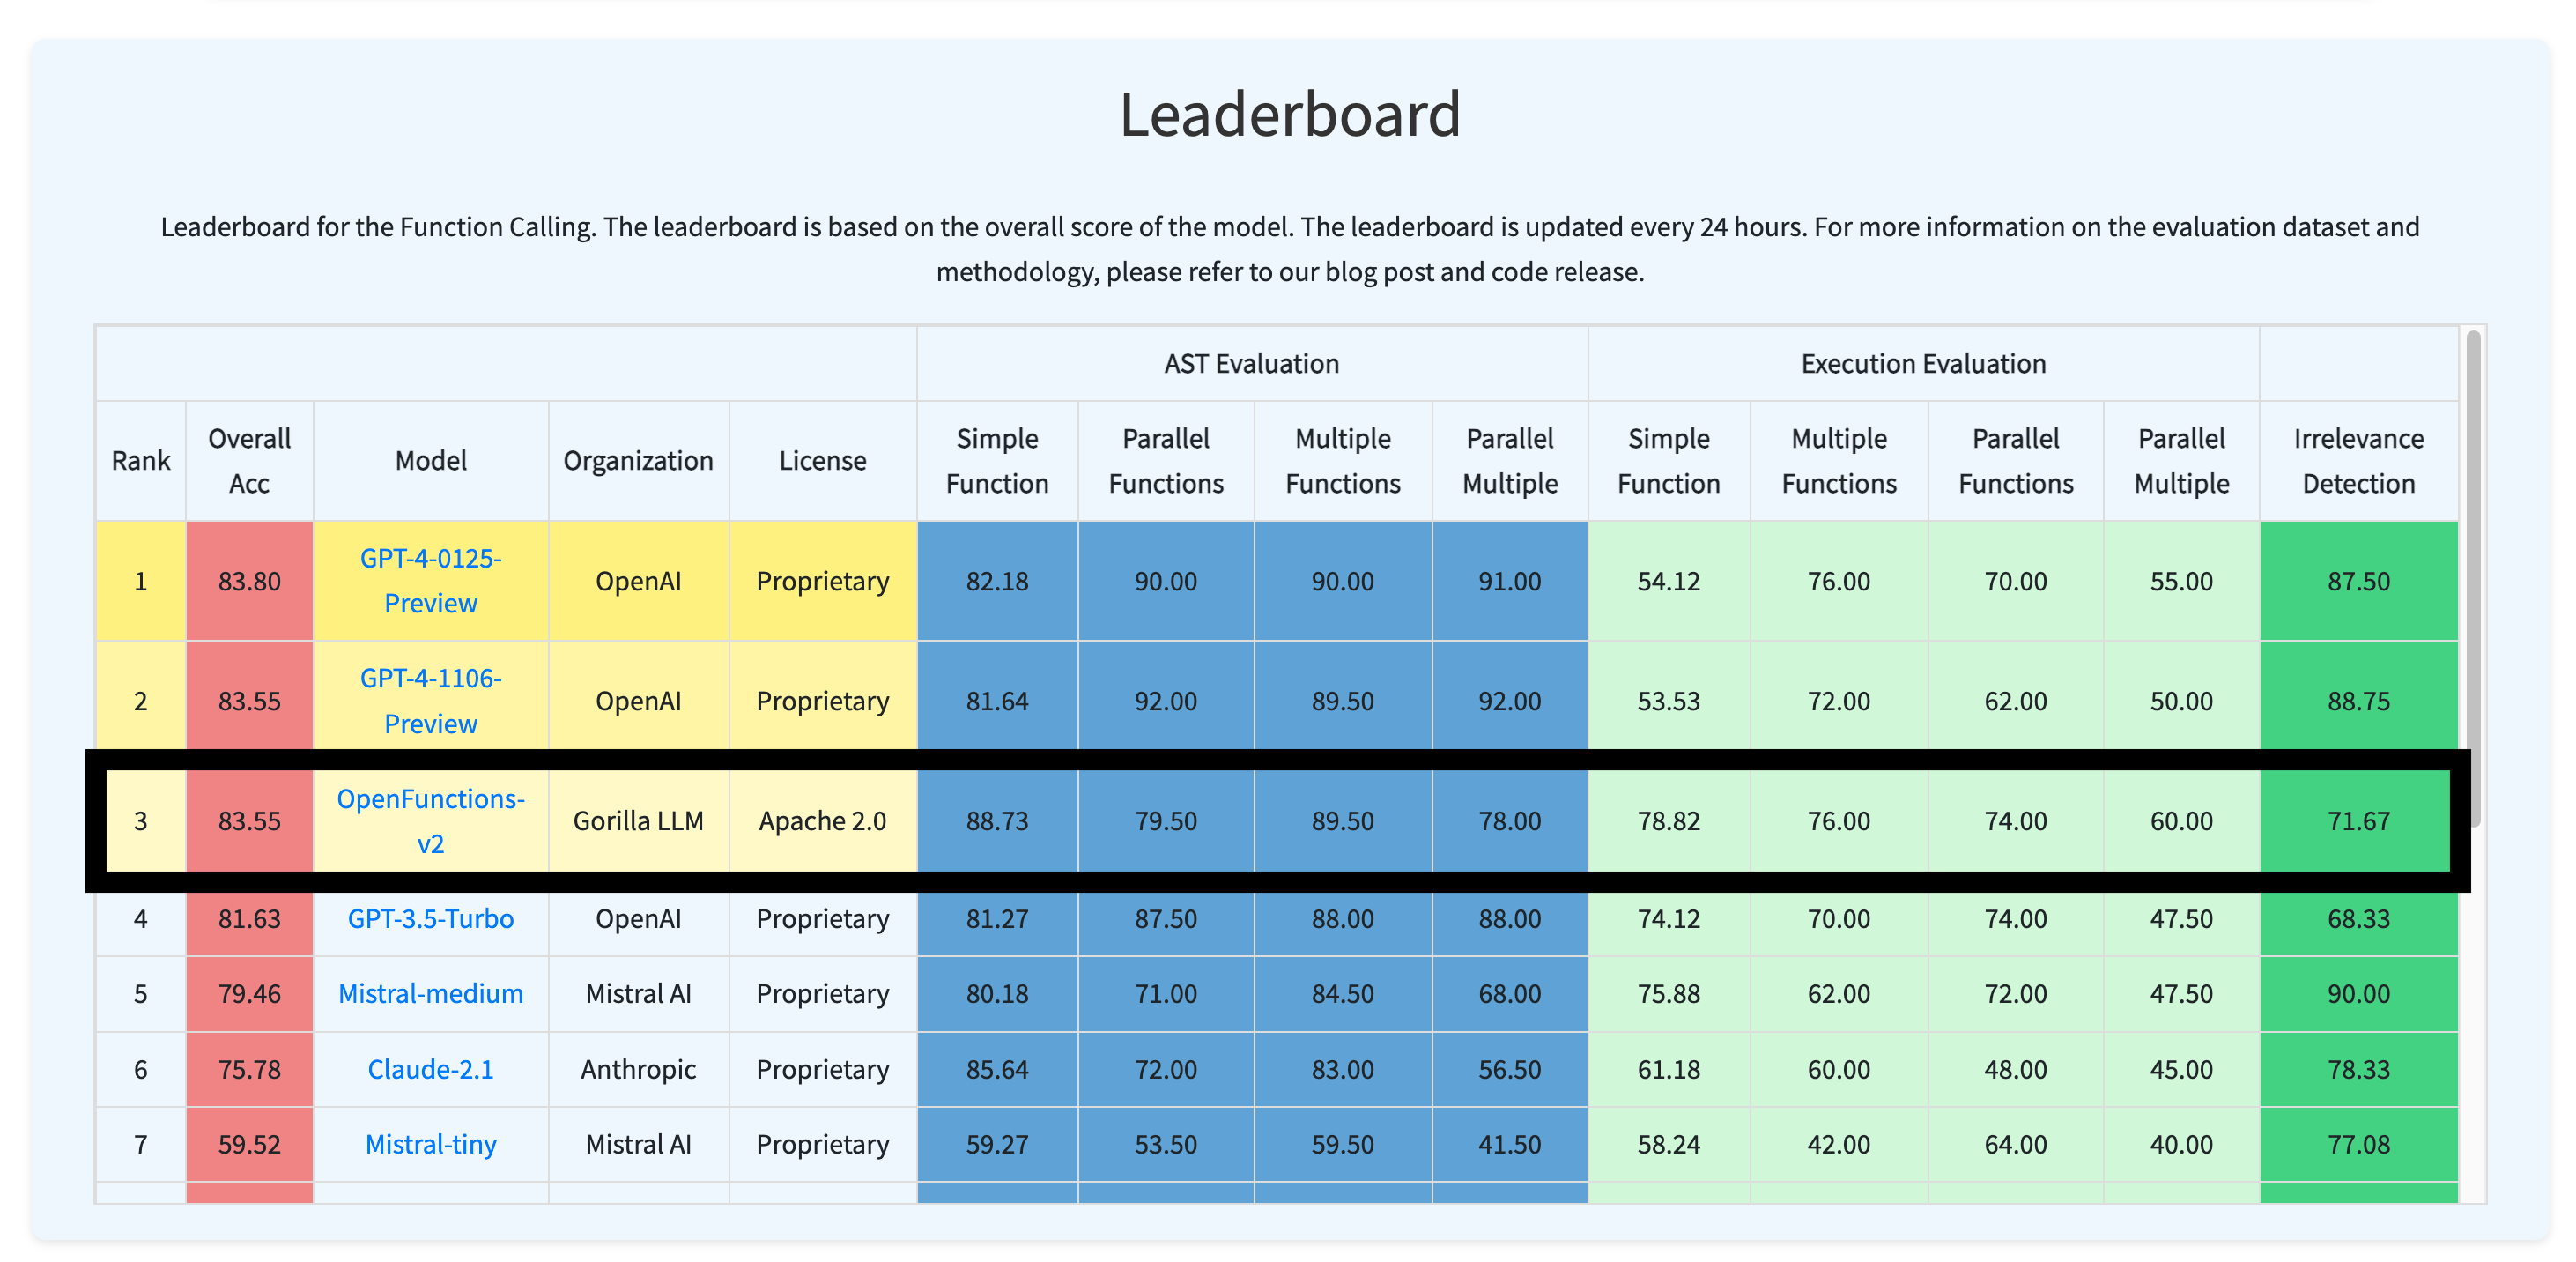 Leaderboard
Leaderboard for the Function Calling. The leaderboard is based on the overall score of the model. The leaderboard is updated every 24 hours. For more information on the evaluation dataset and
methodology, please refer to our blog post and code release.
AST Evaluation Execution Evaluation
Rank Overall Acc Model Organization License Simple Function Parallel Functions Multiple Functions Parallel Multiple Simple Function Multiple Functions Parallel Functions Parallel Multiple Irrelevance Detection
1 83.80 GPT-4-0125-Preview OpenAI Proprietary 82.18 90.00 90.00 91.00 54.12 76.00 70.00 55.00 87.50
2 83.55 GPT-4-1106-Preview OpenAI Proprietary 81.64 92.00 89.50 92.00 53.53 72.00 62.00 50.00 88.75
3 83.55 OpenFunctions-v2 Gorilla LLM Apache 2.0 88.73 79.50 89.50 78.00 78.82 76.00 74.00 60.00 71.67
4 81.63 GPT-3.5-Turbo OpenAI Proprietary 81.27 87.50 88.00 88.00 74.12 70.00 74.00 47.50 68.33
5 79.46 Mistral-medium Mistral AI Proprietary 80.18 71.00 84.50 68.00 75.88 62.00 72.00 47.50 90.00
6 75.78 Claude-2.1 Anthropic Proprietary 85.64 72.00 83.00 56.50 61.18 60.00 48.00 45.00 78.33
7 59.52 Mistral-tiny Mistral AI Proprietary 59.27 53.50 59.50 41.50 58.24 42.00 64.00 40.00 77.08